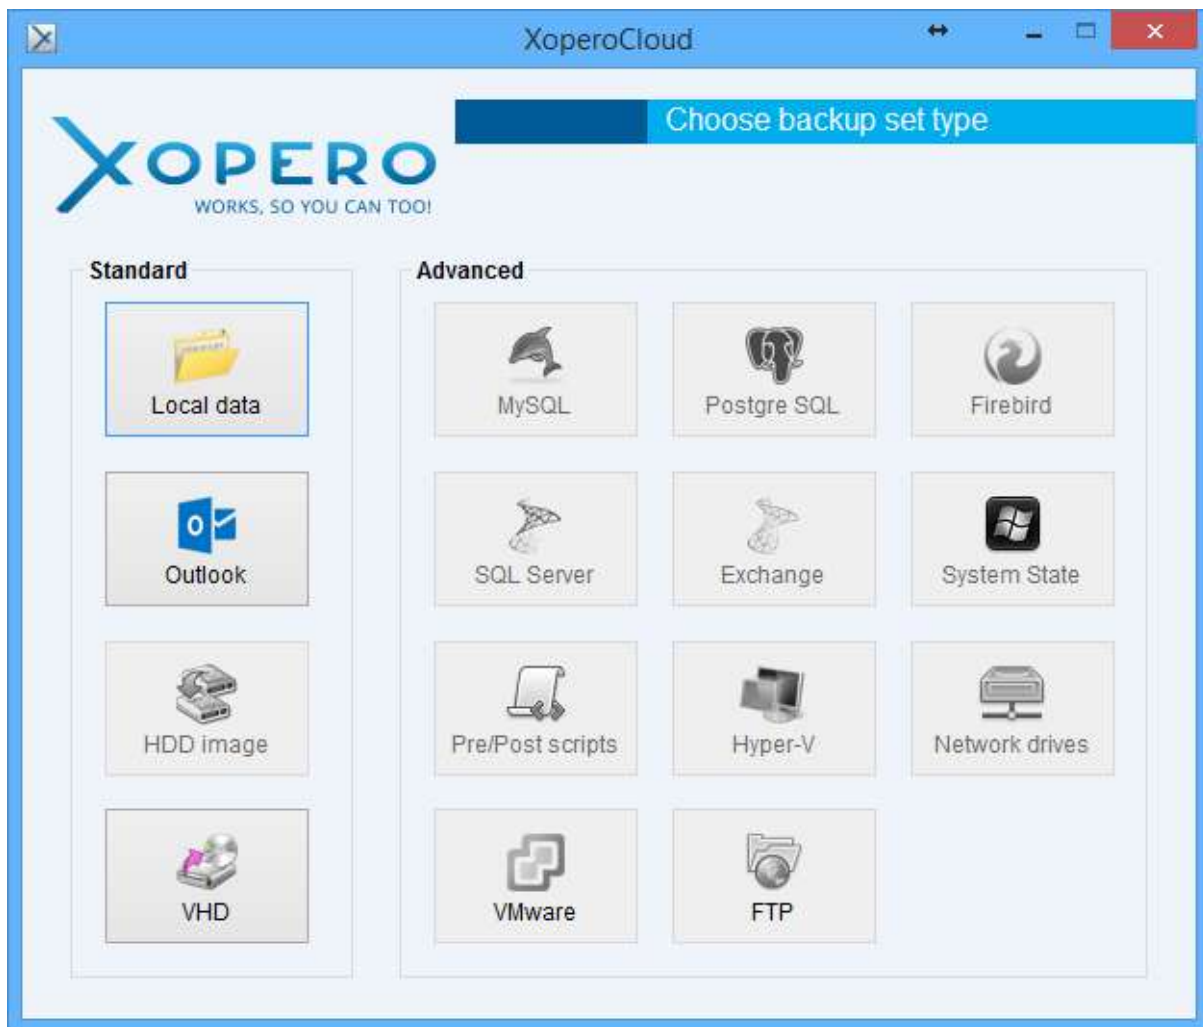 XoperoCloud
Choose backup set type
XOPERO
WORKS, SO YOU CAN TOO!
Standard
Local data
Outlook
HDD image
VHD
Advanced
MySQL
Postgre SQL
Firebird
SQL Server
Exchange
System State
Pre/Post scripts
Hyper-V
Network drives
VMware
FTP